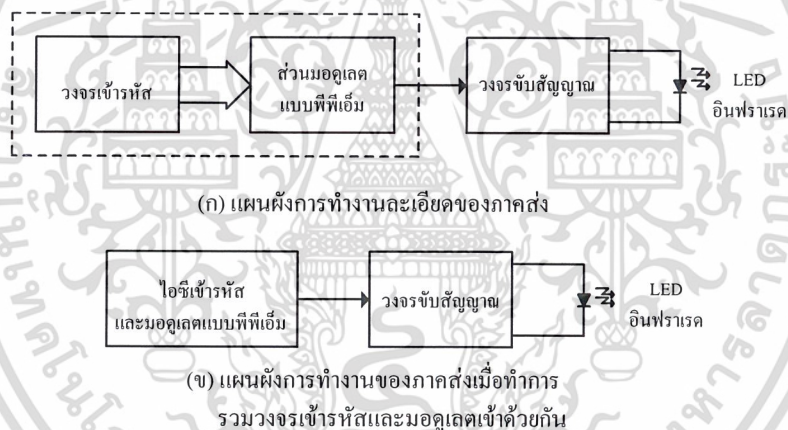 วงจรเข้ารหัส
ส่วนมอดูเลต
แบบพีพีเอ็ม
วงจรขับสัญญาณ
LED
อินฟราเรด
(ก) แผนผังการทำงานละเอียดของภาคส่ง
ไอซีเข้ารหัส
และมอดูเลตแบบพีพีเอ็ม
วงจรขับสัญญาณ
LED
อินฟราเรด
(ข) แผนผังการทำงานของภาคส่งเมื่อทำการ
รวมวงจรเข้ารหัสและมอดูเลตเข้าด้วยกัน